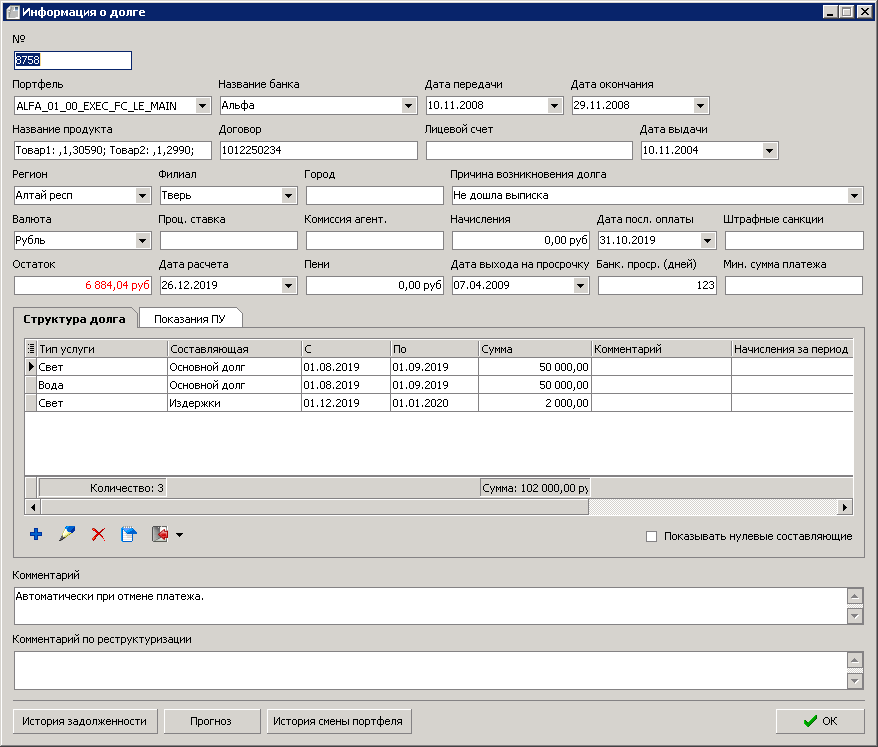 Информация о долге
№
8758
Портфель Название банка Дата передачи Дата окончания
ALFA_01_00_EXEC_FC_LE_MAIN Альфа 10.11.2008 29.11.2008
Название продукта Договор Лицевой счет Дата выдачи
Товар1: ,1,30590; Товар2: ,1,2990; 1012250234 10.11.2004
Регион Филиал Город Причина возникновения долга
Алтай респ Тверь Не дошла выписка
Валюта Проц. ставка Комиссия агент. Начисления Дата посл. оплаты Штрафные санкции
Рубль 0,00 руб 31.10.2019
Остаток Дата расчета Пени Дата выхода на просрочку Банк. проср. (дней) Мин. сумма платежа
6 884,04 руб 26.12.2019 0,00 руб 07.04.2009 123
Структура долга Показания ПУ
Тип услуги Составляющая С По Сумма Комментарий Начисления за период
Свет Основной долг 01.08.2019 01.09.2019 50 000,00
Вода Основной долг 01.08.2019 01.09.2019 50 000,00
Свет Издержки 01.12.2019 01.01.2020 2 000,00
Количество: 3 Сумма: 102 000,00 ру
Показывать нулевые составляющие
Комментарий
Автоматически при отмене платежа.
Комментарий по реструктуризации
История задолженности Прогноз История смены портфеля OK